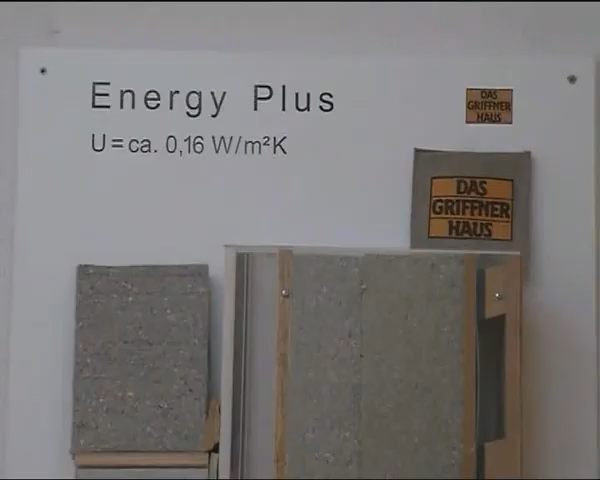 Energy Plus
U=ca. 0,16 W/m²K
DAS
GRIFFNER
HAUS
DAS
GRIFFNER
HAUS